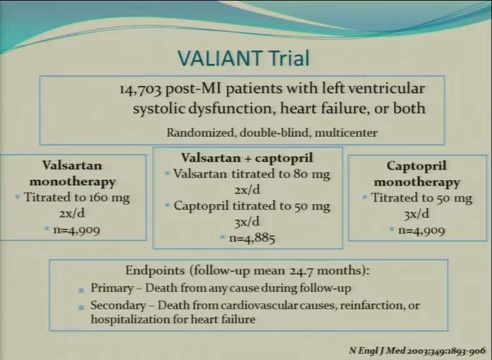 VALIANT Trial
14,703 post-MI patients with left ventricular
systolic dysfunction, heart failure, or both
Randomized, double-blind, multicenter
Valsartan
monotherapy
Titrated to 160 mg
2x/d
n=4,909
Valsartan + captopril
Valsartan titrated to 80 mg
2x/d
Captopril titrated to 50 mg
3x/d
n=4,885
Captopril
monotherapy
Titrated to 50 mg
3x/d
n=4,909
Endpoints (follow-up mean 24.7 months):
Primary – Death from any cause during follow-up
Secondary – Death from cardiovascular causes, reinfarction, or
hospitalization for heart failure
N Engl J Med 2003;349:1893-906